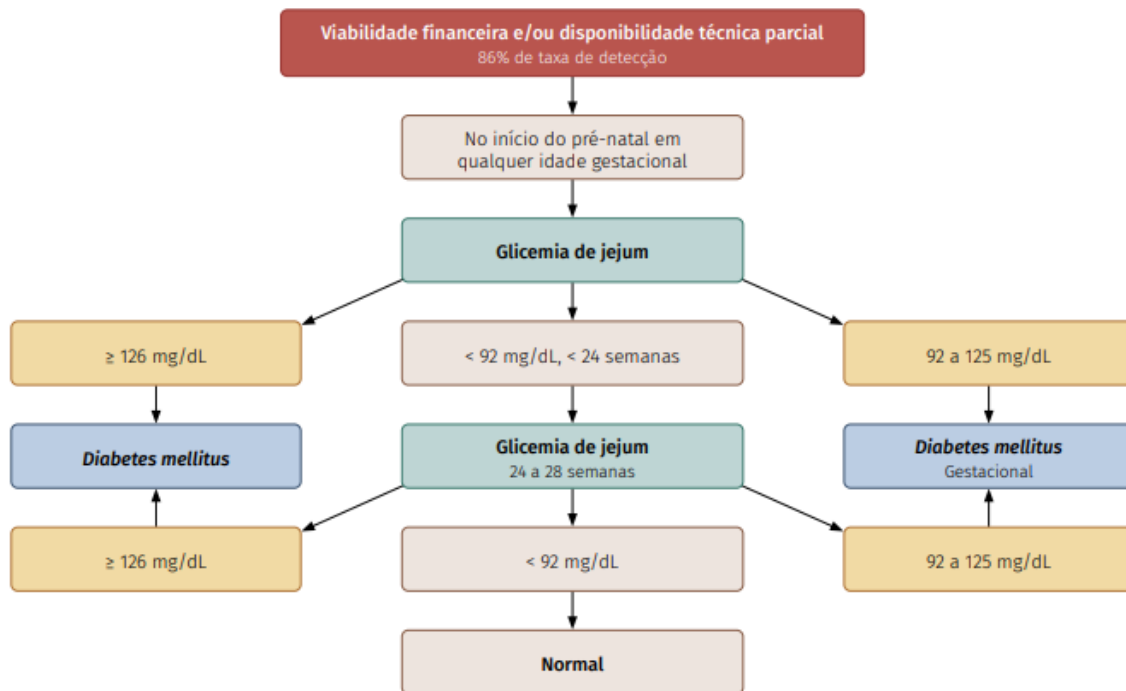 Viabilidade financeira e/ou disponibilidade técnica parcial
86% de taxa de detecção
No início do pré-natal em
qualquer idade gestacional
Glicemia de jejum
≥ 126 mg/dL
< 92 mg/dL, < 24 semanas
92 a 125 mg/dL
Diabetes mellitus
Glicemia de jejum
24 a 28 semanas
Diabetes mellitus
Gestacional
≥ 126 mg/dL
< 92 mg/dL
92 a 125 mg/dL
Normal